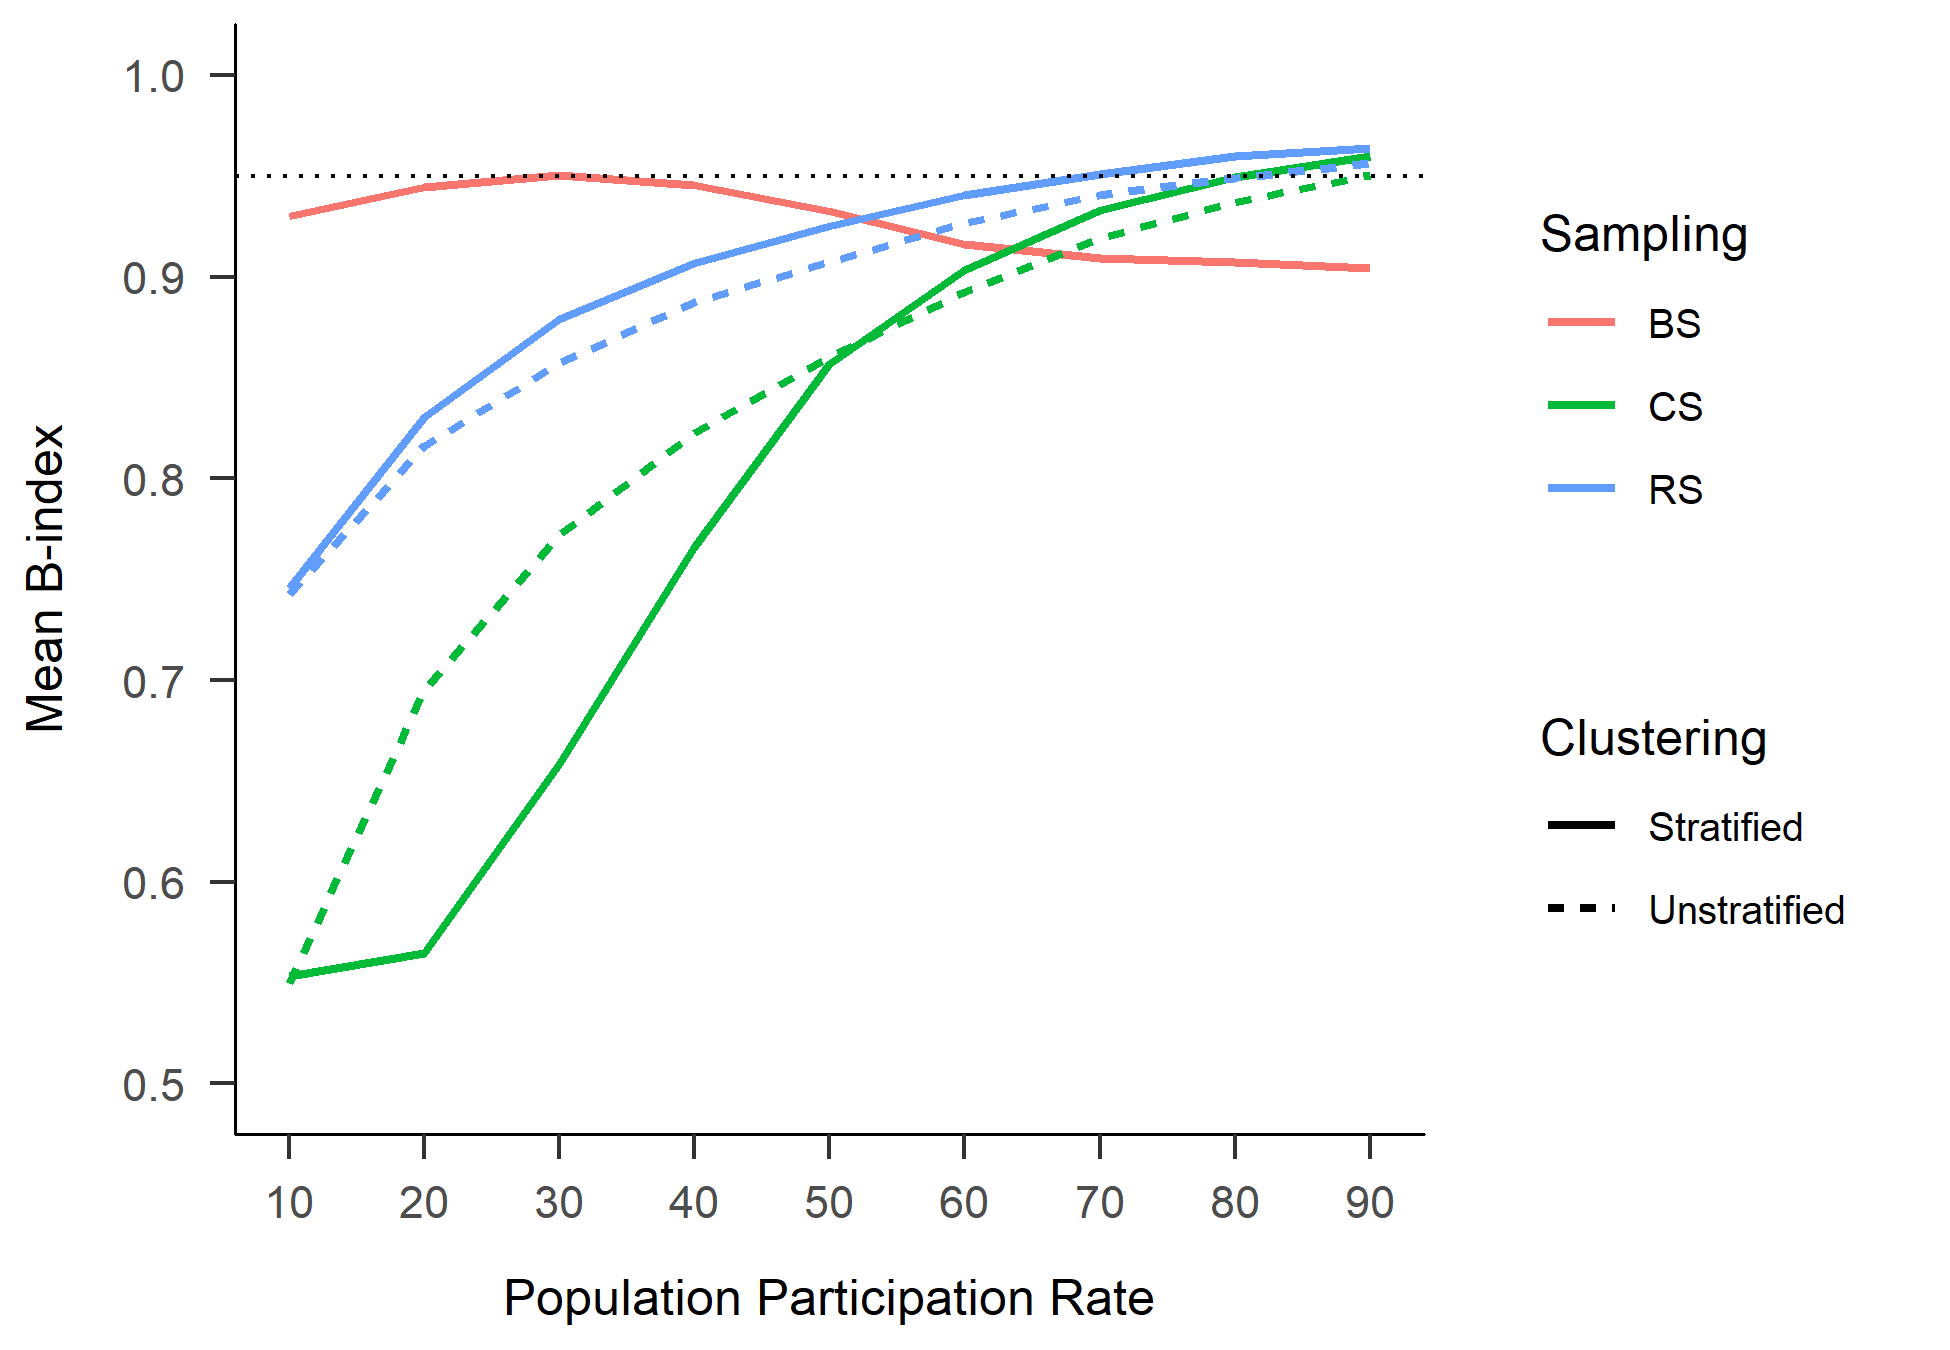 Mean B-index
1.0
0.9
0.8
0.7
0.6
0.5
10 20 30 40 50 60 70 80 90
Population Participation Rate
Sampling
BS
CS
RS
Clustering
Stratified
Unstratified